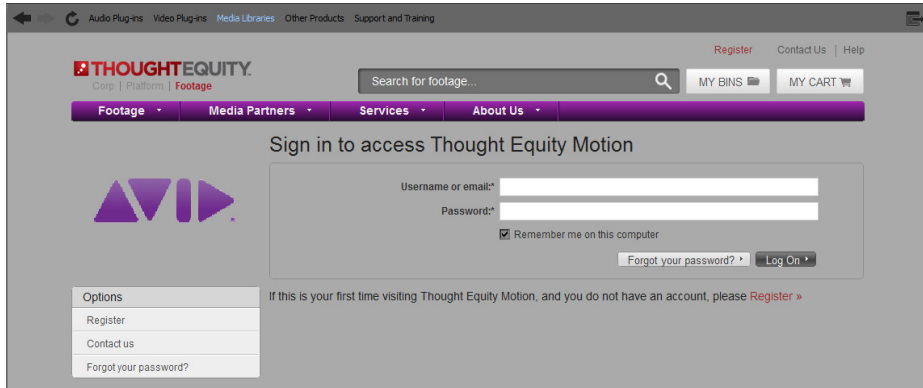 Audio Plug-ins Video Plug-ins Media Libraries Other Products Support and Training
Register Contact Us | Help
THOUGHTEQUITY.
Corp | Platform | Footage
Search for footage...
MY BINS
MY CART
Footage Media Partners Services About Us
Sign in to access Thought Equity Motion
AVID
Username or email:*
Password:*
Remember me on this computer
Forgot your password? Log On
If this is your first time visiting Thought Equity Motion, and you do not have an account, please Register »
Options
Register
Contact us
Forgot your password?